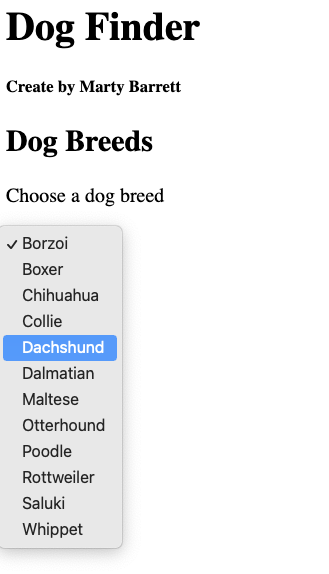 Dog Finder
Create by Marty Barrett
Dog Breeds
Choose a dog breed
✓ Borzoi
Boxer
Chihuahua
Collie
Dachshund
Dalmatian
Maltese
Otterhound
Poodle
Rottweiler
Saluki
Whippet